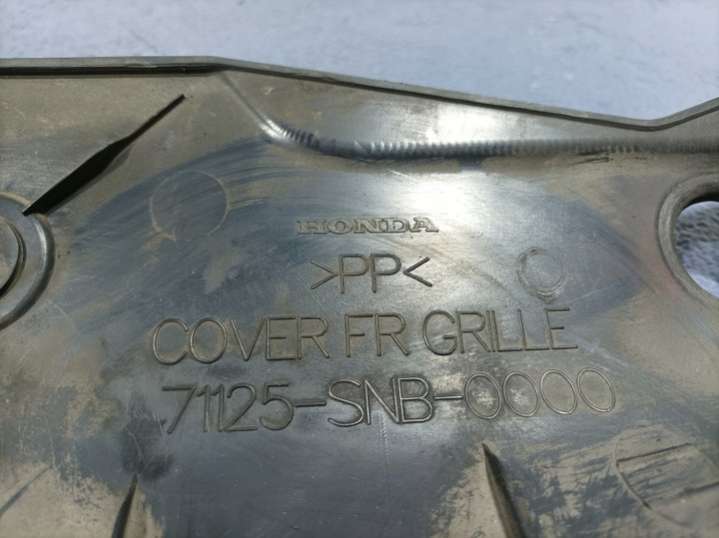 HONDA
>PP<
COVER FR GRILLE
71125-SNB-0000